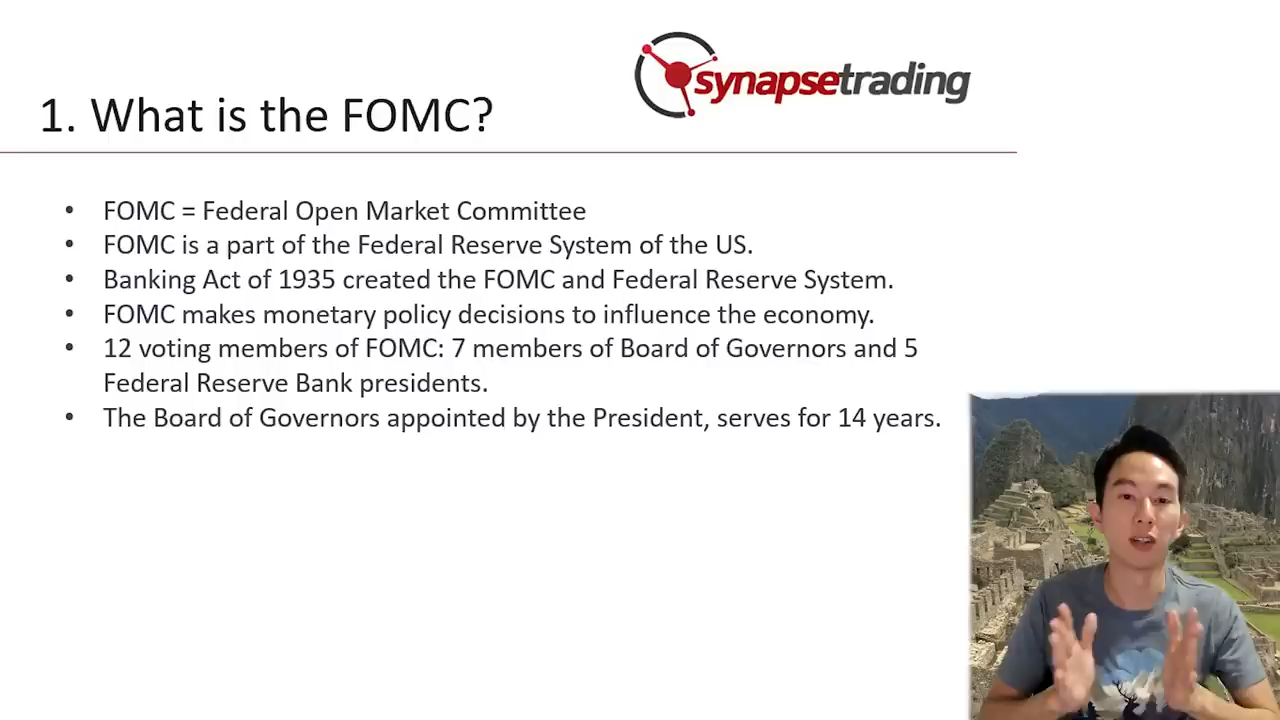 synapsetrading
1. What is the FOMC?
• FOMC = Federal Open Market Committee
• FOMC is a part of the Federal Reserve System of the US.
• Banking Act of 1935 created the FOMC and Federal Reserve System.
• FOMC makes monetary policy decisions to influence the economy.
• 12 voting members of FOMC: 7 members of Board of Governors and 5
Federal Reserve Bank presidents.
• The Board of Governors appointed by the President, serves for 14 years.